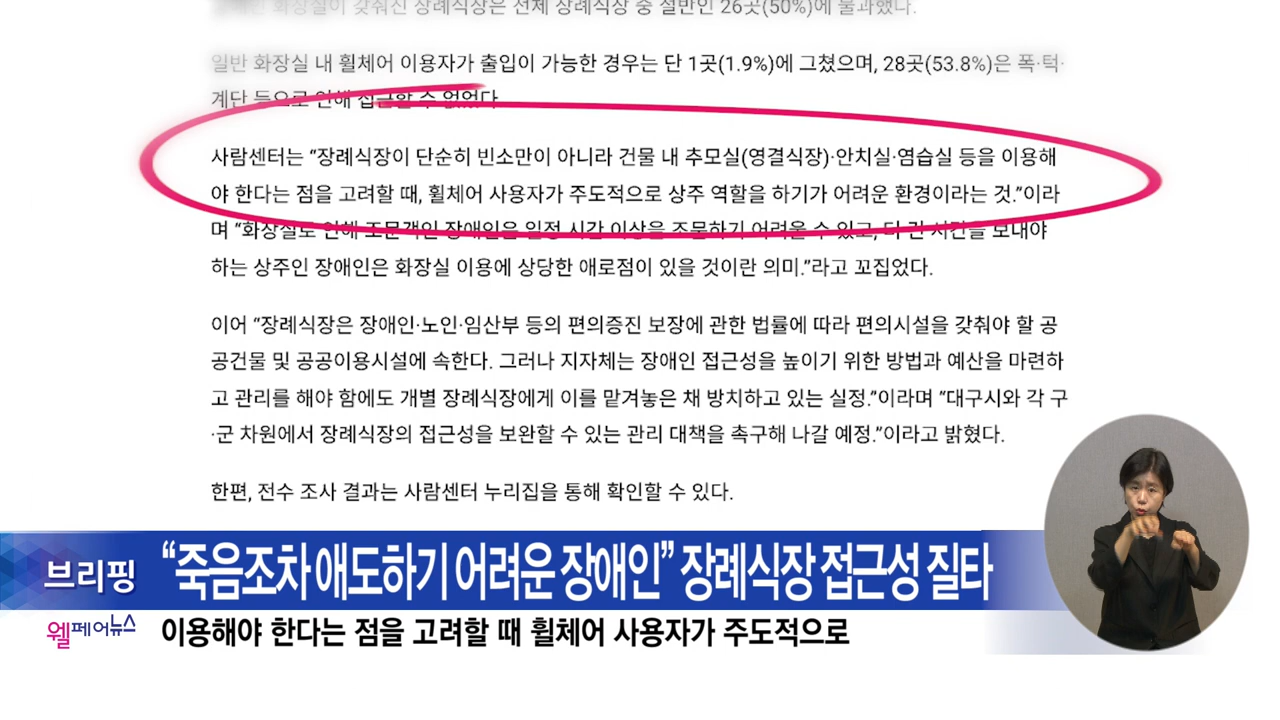 화장실이 갖춰진 장례식장은 전체 장례식장 중 절반인 26곳(50%)에 불과했다.
일반 화장실 내 휠체어 이용자가 출입이 가능한 경우는 단 1곳(1.9%)에 그쳤으며, 28곳(53.8%)은 폭·턱·
계단 등으로 인해 접근할 수 없었다.
사람센터는 “장례식장이 단순히 빈소만이 아니라 건물 내 추모실(영결식장)·안치실·염습실 등을 이용해
야 한다는 점을 고려할 때, 휠체어 사용자가 주도적으로 상주 역할을 하기가 어려운 환경이라는 것.”이라
며 “화장실로 인해 조문객인 장애인은 일정 시간 이상을 조문하기 어려울 수 있고, 더 긴 시간을 보내야
하는 상주인 장애인은 화장실 이용에 상당한 애로점이 있을 것이란 의미.”라고 꼬집었다.
이어 “장례식장은 장애인·노인·임산부 등의 편의증진 보장에 관한 법률에 따라 편의시설을 갖춰야 할 공
공건물 및 공공이용시설에 속한다. 그러나 지자체는 장애인 접근성을 높이기 위한 방법과 예산을 마련하
고 관리를 해야 함에도 개별 장례식장에게 이를 맡겨놓은 채 방치하고 있는 실정.”이라며 “대구시와 각 구
·군 차원에서 장례식장의 접근성을 보완할 수 있는 관리 대책을 촉구해 나갈 예정.”이라고 밝혔다.
한편, 전수 조사 결과는 사람센터 누리집을 통해 확인할 수 있다.
브리핑 “죽음조차 애도하기 어려운 장애인” 장례식장 접근성 질타
웰페어뉴스 이용해야 한다는 점을 고려할 때 휠체어 사용자가 주도적으로